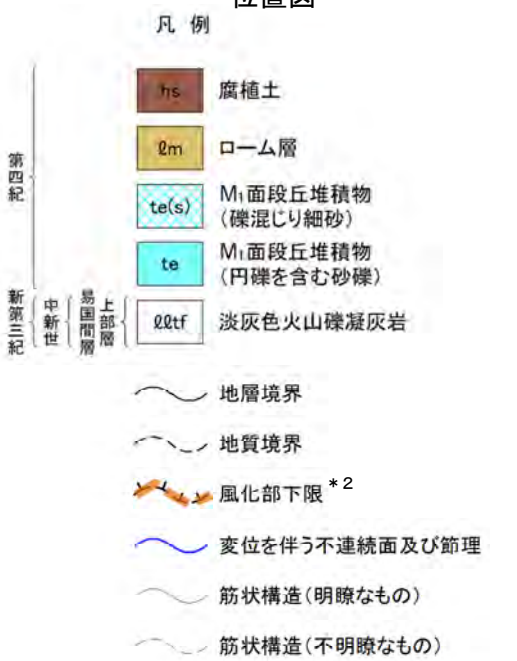 位置図
凡 例
第四紀
hs 腐植土
ℓm ローム層
te(s) M₁面段丘堆積物
(礫混じり細砂)
te M₁面段丘堆積物
(円礫を含む砂礫)
新第三紀 中新世 易国間層 上部層
ℓℓtf 淡灰色火山礫凝灰岩
地層境界
地質境界
風化部下限*2
変位を伴う不連続面及び節理
筋状構造(明瞭なもの)
筋状構造(不明瞭なもの)